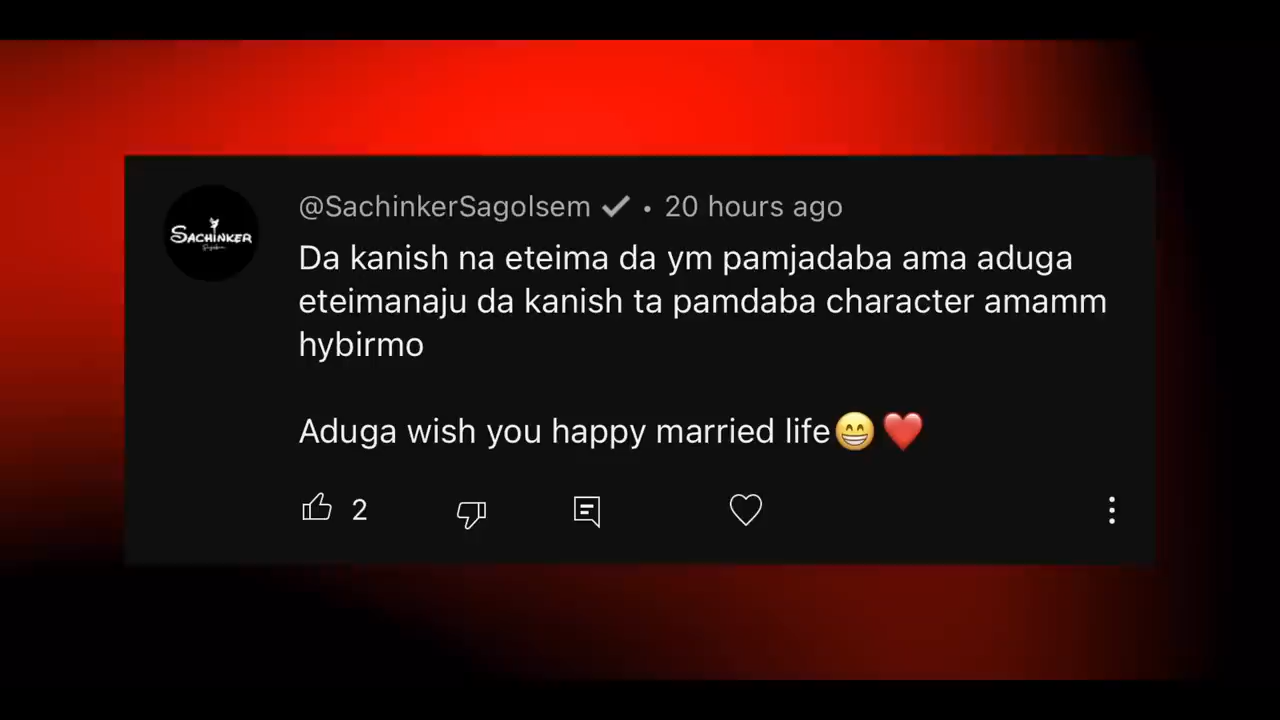 @SachinkerSagolsem ✔ • 20 hours ago
SACHINKER
Da kanish na eteima da ym pamjadaba ama aduga
eteimanaju da kanish ta pamdaba character amamm
hybirmo
Aduga wish you happy married life😁❤️
2